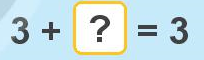 3 + ? = 3